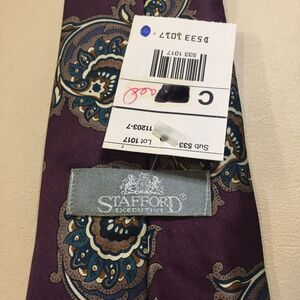 D533 1017
533 1017
C
Sub 533
Lot 1017
11203-7
STAFFORD
EXECUTIVE